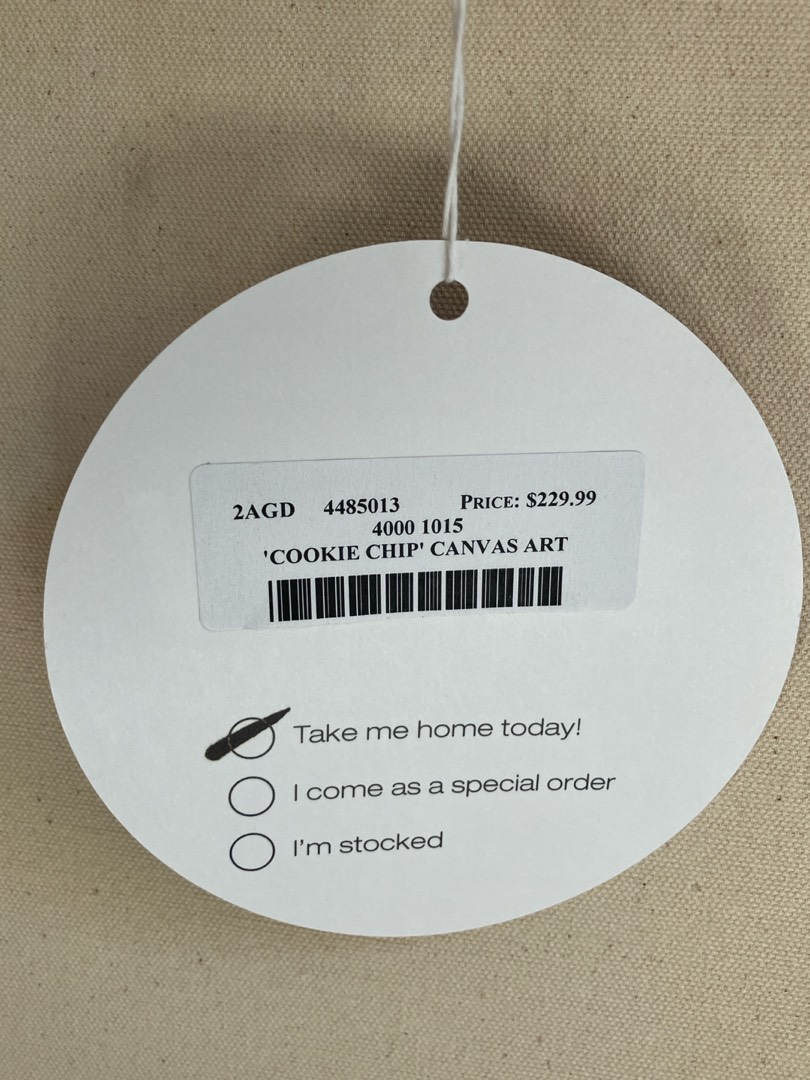 2AGD 4485013 PRICE: $229.99
4000 1015
'COOKIE CHIP' CANVAS ART
Take me home today!
I come as a special order
I'm stocked